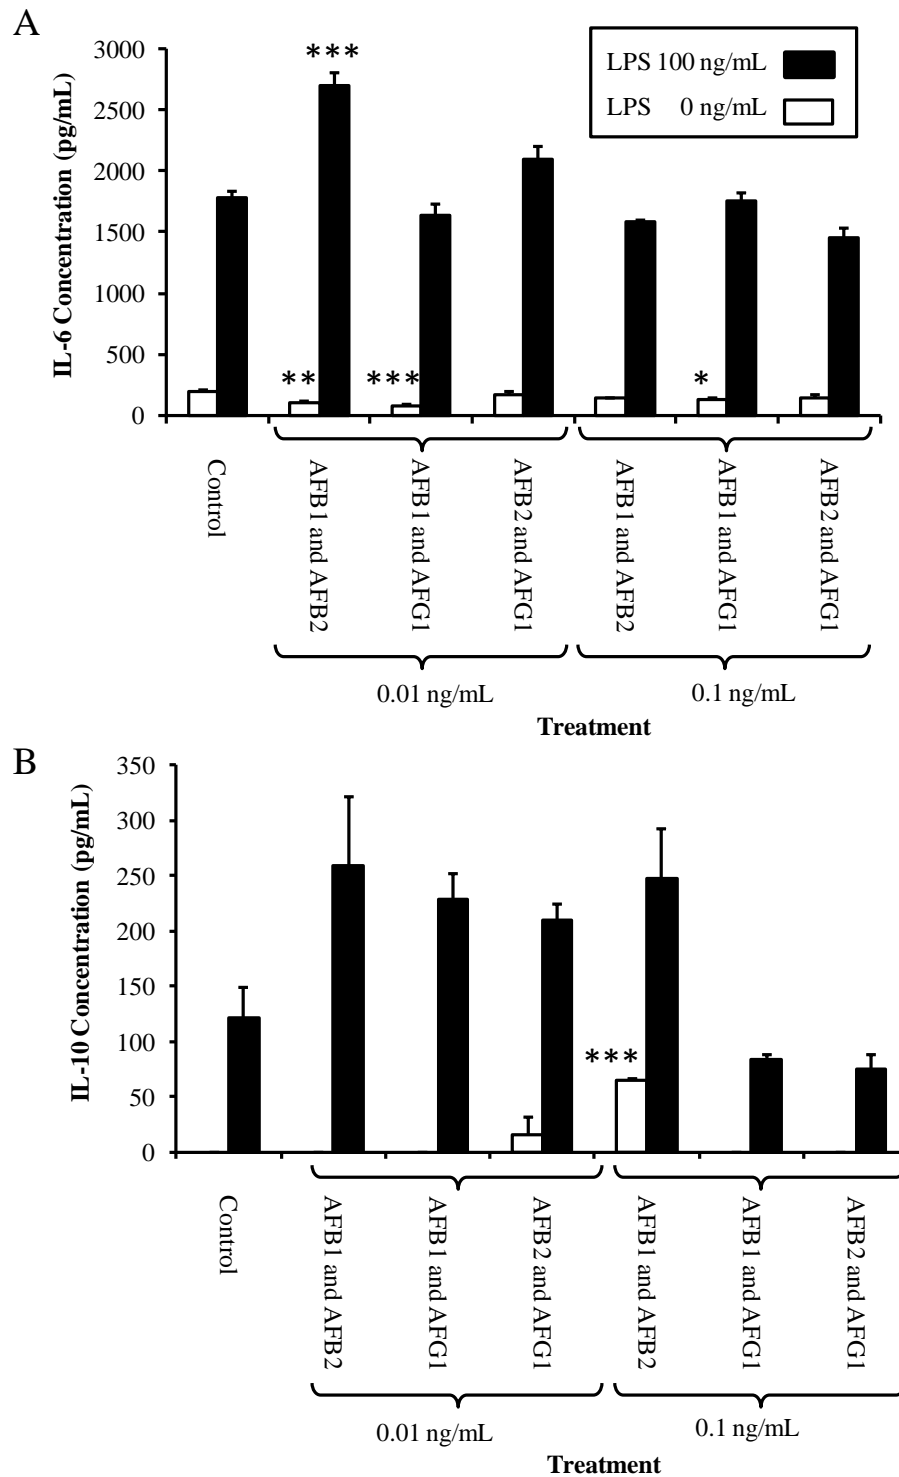 A
3000
2500
2000
1500
1000
500
0
IL-6 Concentration (pg/mL)
***
**
***
*
LPS 100 ng/mL
LPS 0 ng/mL
Control
AFB1 and AFB2
AFB1 and AFG1
AFB2 and AFG1
AFB1 and AFB2
AFB1 and AFG1
AFB2 and AFG1
0.01 ng/mL
0.1 ng/mL
Treatment
B
350
300
250
200
150
100
50
0
IL-10 Concentration (pg/mL)
***
Control
AFB1 and AFB2
AFB1 and AFG1
AFB2 and AFG1
AFB1 and AFB2
AFB1 and AFG1
AFB2 and AFG1
0.01 ng/mL
0.1 ng/mL
Treatment